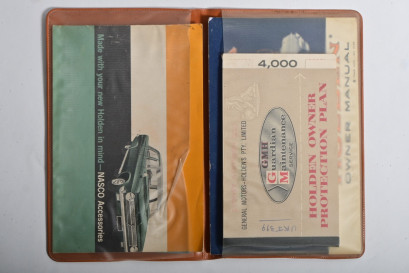 Made with your new Holden in mind—NASCO Accessories
4,000
GENERAL MOTORS-HOLDEN'S PTY. LIMITED
GMH
Guardian
Maintenance
SERVICE
HOLDEN OWNER
PROTECTION PLAN
OWNER MANUAL